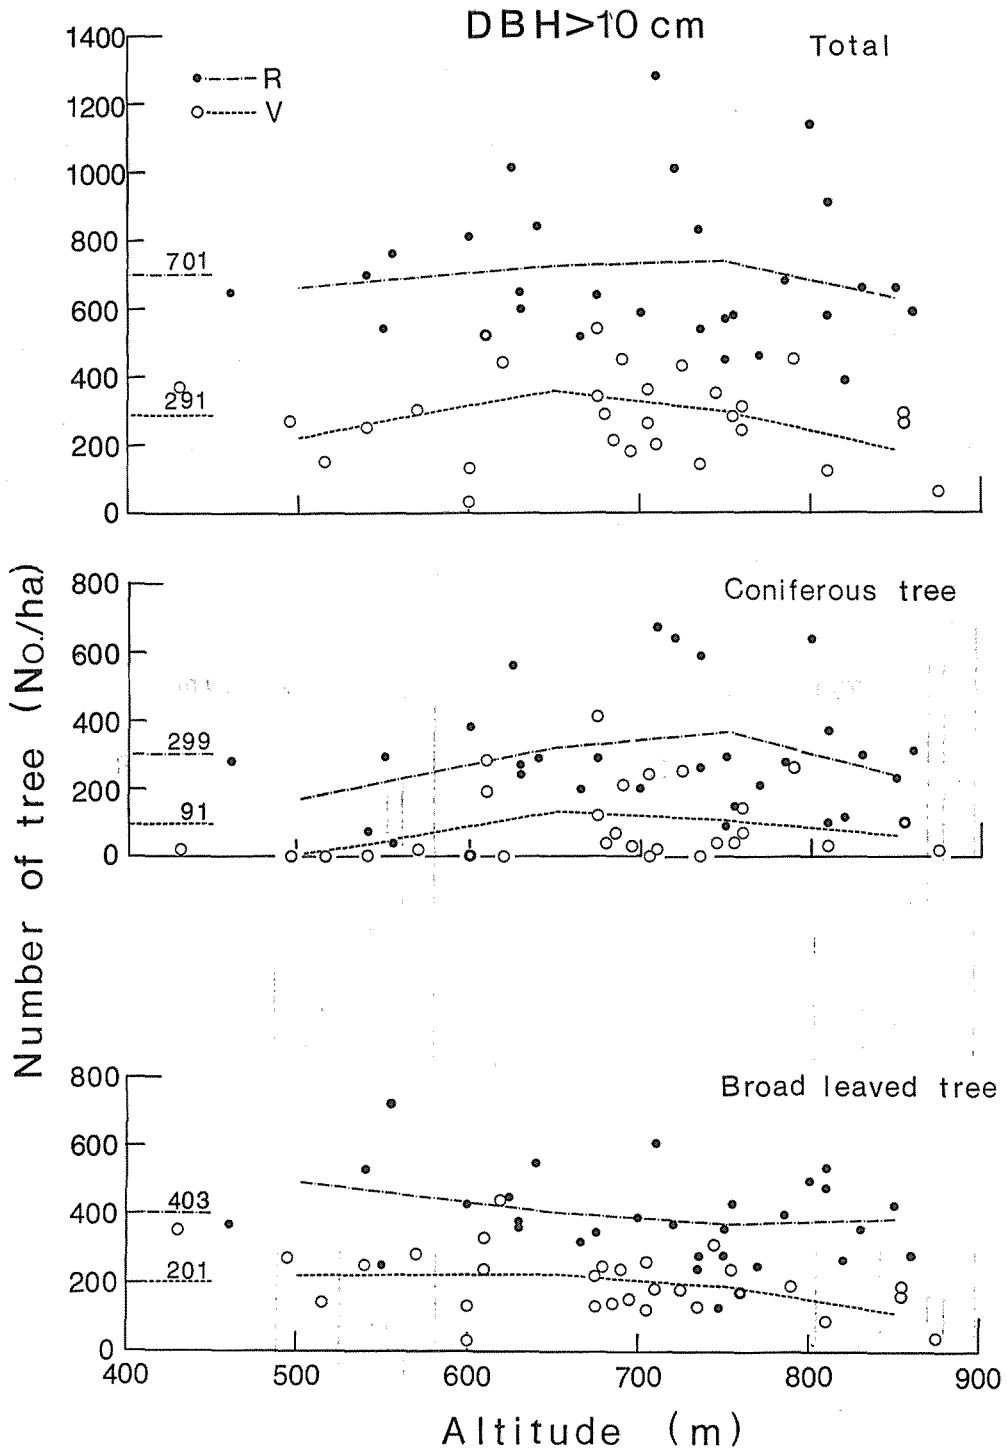 DBH>10 cm
Total
1400
1200
1000
800
600
400
200
0
R
V
701
291
Number of tree (No./ha)
Coniferous tree
800
600
400
200
0
299
91
Broad leaved tree
800
600
400
200
0
403
201
400 500 600 700 800 900
Altitude (m)